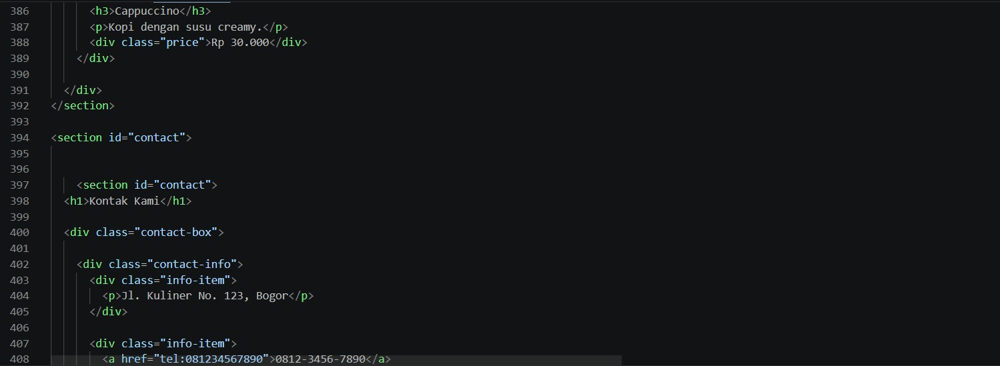 386 <h3>Cappuccino</h3>
387 <p>Kopi dengan susu creamy.</p>
388 <div class="price">Rp 30.000</div>
389 </div>
390
391 </div>
392 </section>
393
394 <section id="contact">
395
396
397 <section id="contact">
398 <h1>Kontak Kami</h1>
399
400 <div class="contact-box">
401
402 <div class="contact-info">
403 <div class="info-item">
404 <p>Jl. Kuliner No. 123, Bogor</p>
405 </div>
406
407 <div class="info-item">
408 <a href="tel:081234567890">0812-3456-7890</a>